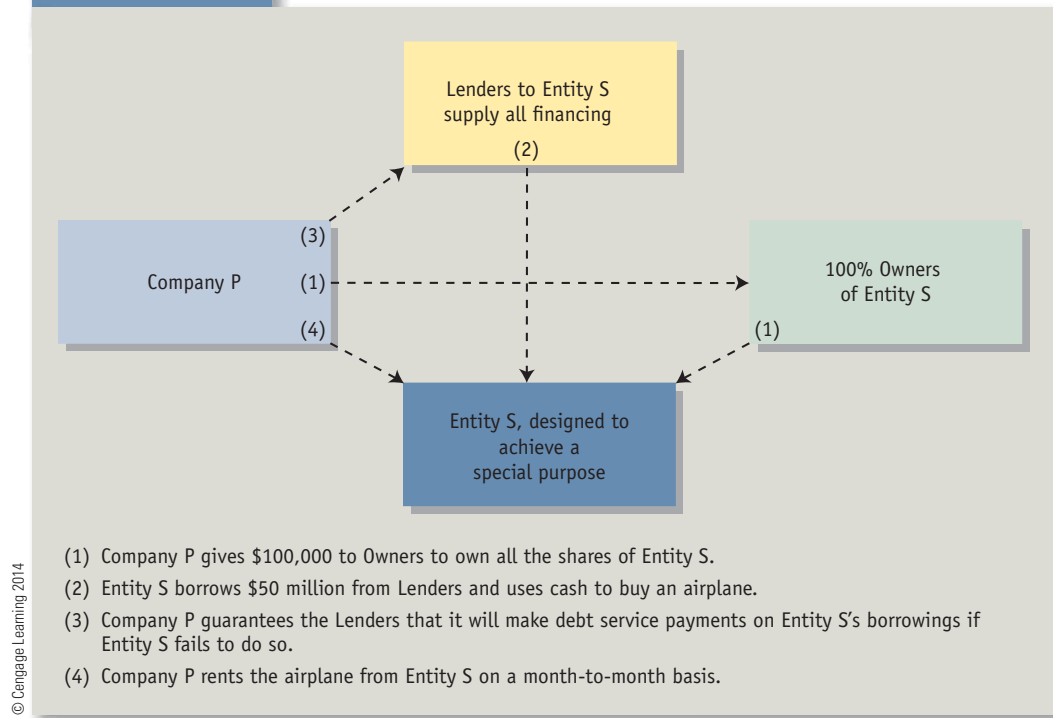 Lenders to Entity S
supply all financing
(2)
(3)
Company P
(1)
(4)
100% Owners
of Entity S
(1)
Entity S, designed to
achieve a
special purpose
(1) Company P gives $100,000 to Owners to own all the shares of Entity S.
(2) Entity S borrows $50 million from Lenders and uses cash to buy an airplane.
(3) Company P guarantees the Lenders that it will make debt service payments on Entity S's borrowings if
Entity S fails to do so.
(4) Company P rents the airplane from Entity S on a month-to-month basis.
© Cengage Learning 2014